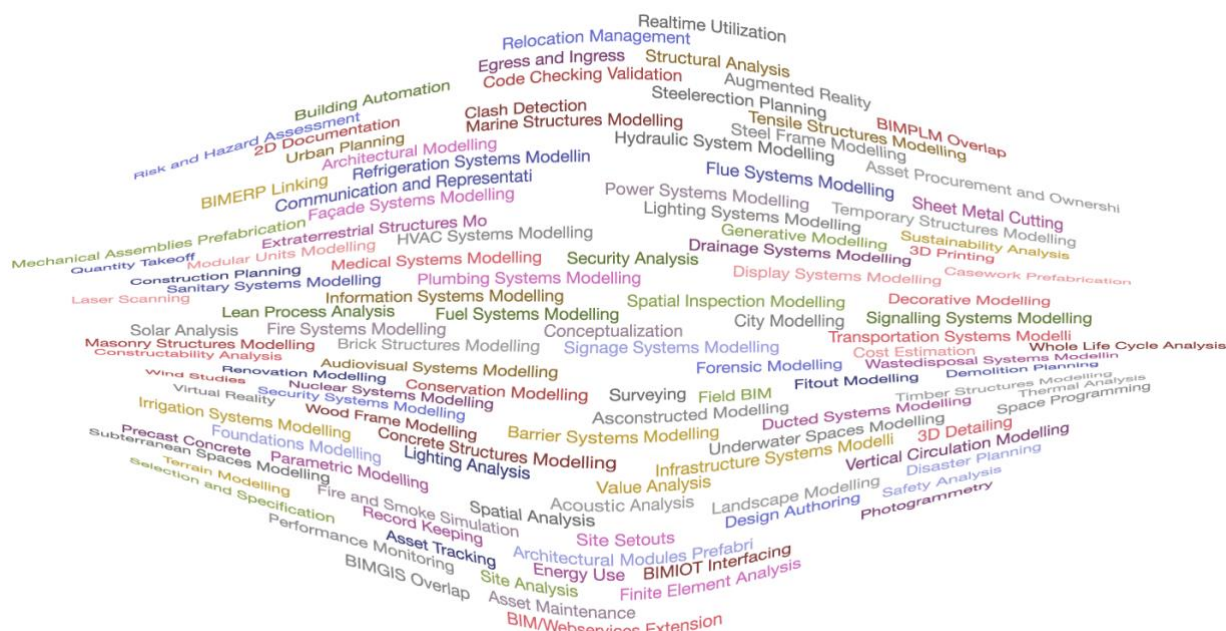 Realtime Utilization
Relocation Management
Egress and Ingress
Structural Analysis
Code Checking Validation
Augmented Reality
Building Automation
Steelerection Planning
Clash Detection
Tensile Structures Modelling
BIMPLM Overlap
Risk and Hazard Assessment
2D Documentation
Marine Structures Modelling
Steel Frame Modelling
Urban Planning
Hydraulic System Modelling
Architectural Modelling
Asset Procurement and Ownershi
Refrigeration Systems Modellin
Flue Systems Modelling
BIMERP Linking
Communication and Representati
Power Systems Modelling
Sheet Metal Cutting
Façade Systems Modelling
Lighting Systems Modelling
Temporary Structures Modelling
Mechanical Assemblies Prefabrication
Extraterrestrial Structures Mo
HVAC Systems Modelling
Generative Modelling
Sustainability Analysis
Quantity Takeoff
Modular Units Modelling
Drainage Systems Modelling
3D Printing
Construction Planning
Medical Systems Modelling
Security Analysis
Display Systems Modelling
Casework Prefabrication
Sanitary Systems Modelling
Plumbing Systems Modelling
Laser Scanning
Information Systems Modelling
Spatial Inspection Modelling
Decorative Modelling
Lean Process Analysis
Fuel Systems Modelling
City Modelling
Signalling Systems Modelling
Solar Analysis
Fire Systems Modelling
Conceptualization
Transportation Systems Modelli
Masonry Structures Modelling
Brick Structures Modelling
Signage Systems Modelling
Cost Estimation
Whole Life Cycle Analysis
Constructability Analysis
Audiovisual Systems Modelling
Forensic Modelling
Wastedisposal Systems Modellin
Wind Studies
Renovation Modelling
Fitout Modelling
Demolition Planning
Virtual Reality
Nuclear Systems Modelling
Conservation Modelling
Surveying
Field BIM
Timber Structures Modelling
Thermal Analysis
Security Systems Modelling
Irrigation Systems Modelling
Wood Frame Modelling
Asconstructed Modelling
Ducted Systems Modelling
Space Programming
Precast Concrete
Foundations Modelling
Concrete Structures Modelling
Barrier Systems Modelling
Underwater Spaces Modelling
3D Detailing
Subterranean Spaces Modelling
Parametric Modelling
Lighting Analysis
Infrastructure Systems Modelli
Vertical Circulation Modelling
Terrain Modelling
Value Analysis
Disaster Planning
Selection and Specification
Fire and Smoke Simulation
Acoustic Analysis
Landscape Modelling
Safety Analysis
Record Keeping
Spatial Analysis
Design Authoring
Photogrammetry
Performance Monitoring
Asset Tracking
Site Setouts
Architectural Modules Prefabri
BIMGIS Overlap
Site Analysis
Energy Use
BIMIOT Interfacing
Asset Maintenance
Finite Element Analysis
BIM/Webservices Extension